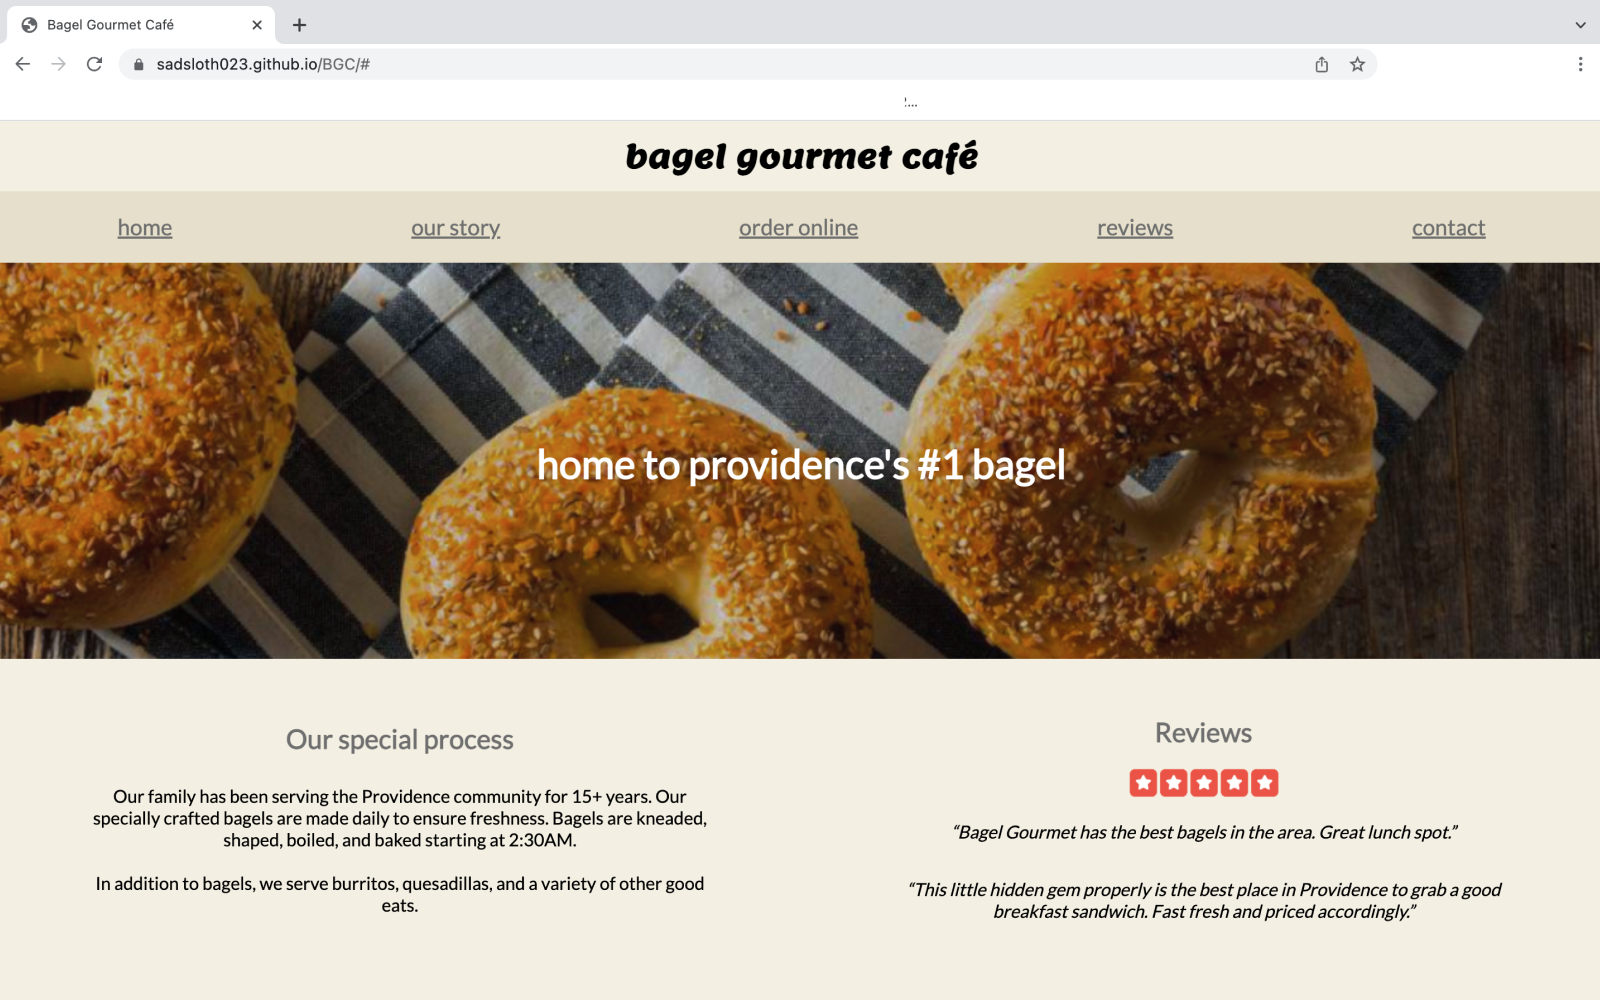 Bagel Gourmet Café
sadsloth023.github.io/BGC/#
bagel gourmet café
home our story order online reviews contact
home to providence's #1 bagel
Our special process
Our family has been serving the Providence community for 15+ years. Our
specially crafted bagels are made daily to ensure freshness. Bagels are kneaded,
shaped, boiled, and baked starting at 2:30AM.
In addition to bagels, we serve burritos, quesadillas, and a variety of other good
eats.
Reviews
“Bagel Gourmet has the best bagels in the area. Great lunch spot.”
“This little hidden gem properly is the best place in Providence to grab a good
breakfast sandwich. Fast fresh and priced accordingly.”